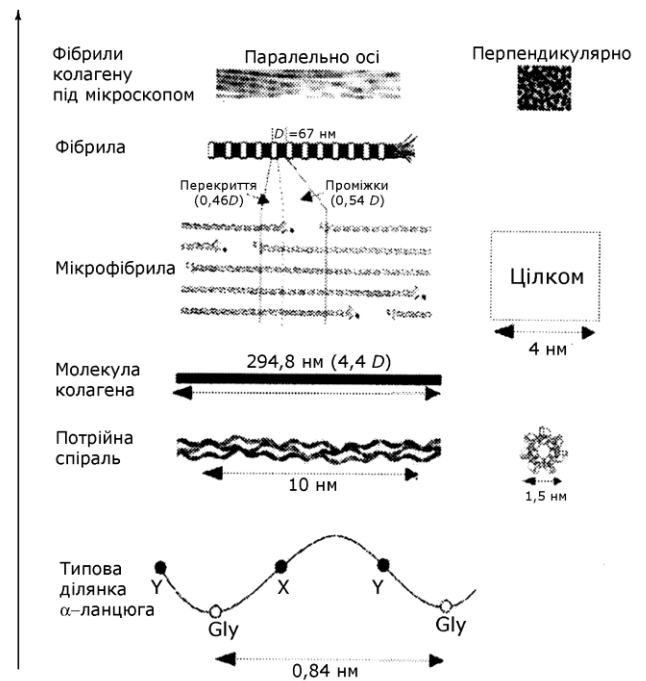 Фібрили
колагену
під мікроскопом
Паралельно осі
Перпендикулярно
Фібрила
D=67 нм
Перекриття
(0,46D)
Проміжки
(0,54 D)
Мікрофібрила
Цілком
4 нм
Молекула
колагена
294,8 нм (4,4 D)
Потрійна
спіраль
10 нм
1,5 нм
Типова
ділянка
α–ланцюга
Y
Gly
X
Y
Gly
0,84 нм